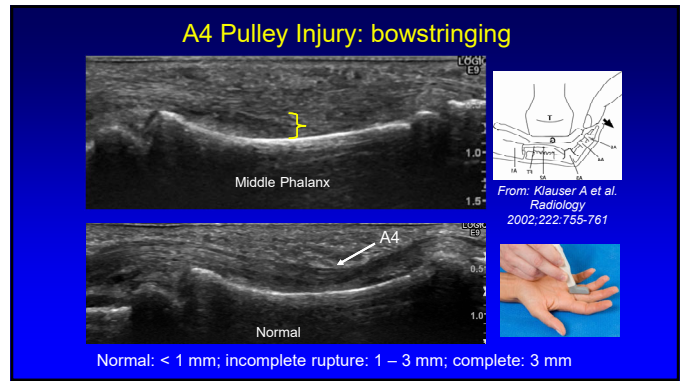 A4 Pulley Injury: bowstringing
LOGIQ
E9
1.0
1.5
Middle Phalanx
T
From: Klauser A et al.
Radiology
2002;222:755-761
LOGIQ
E9
A4
0.5
1.0
Normal
Normal: < 1 mm; incomplete rupture: 1 – 3 mm; complete: 3 mm